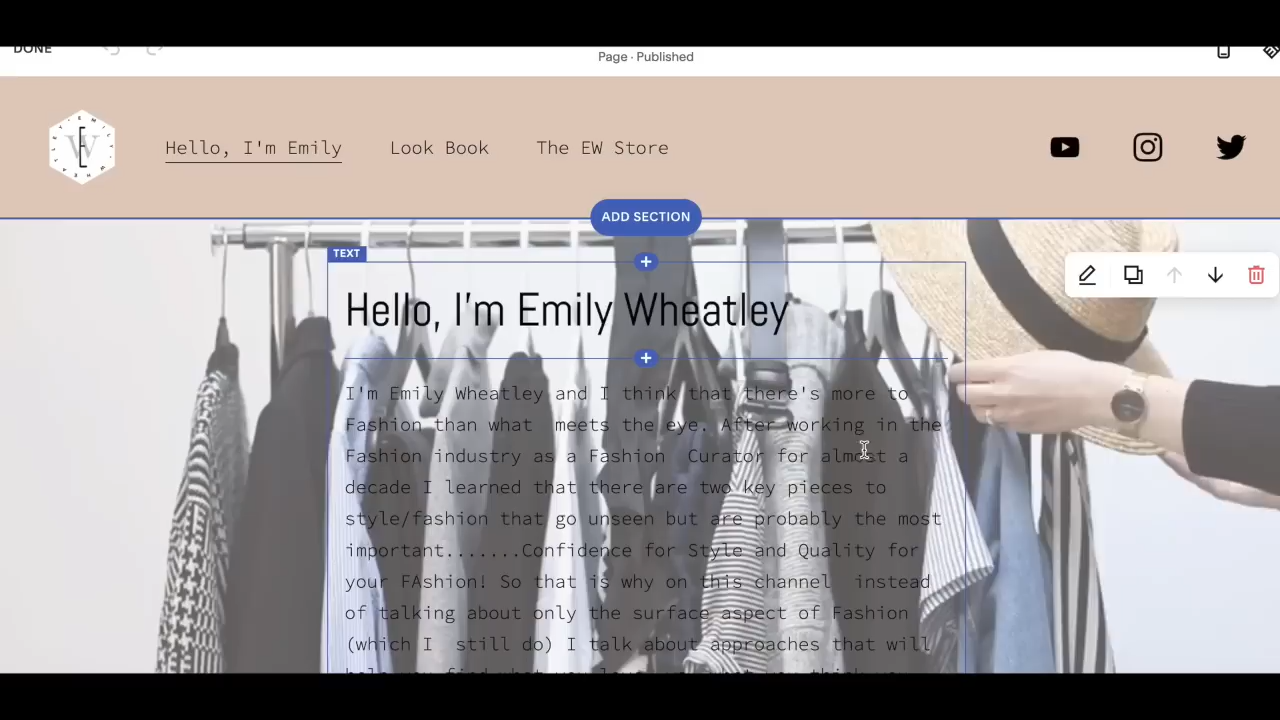 DONE
Page · Published
Hello, I'm Emily
Look Book
The EW Store
ADD SECTION
TEXT
Hello, I'm Emily Wheatley
I'm Emily Wheatley and I think that there's more to
Fashion than what  meets the eye. After working in the
Fashion industry as a Fashion  Curator for almost a
decade I learned that there are two key pieces to
style/fashion that go unseen but are probably the most
important.......Confidence for Style and Quality for
your FAshion! So that is why on this channel  instead
of talking about only the surface aspect of Fashion
(which I  still do) I talk about approaches that will